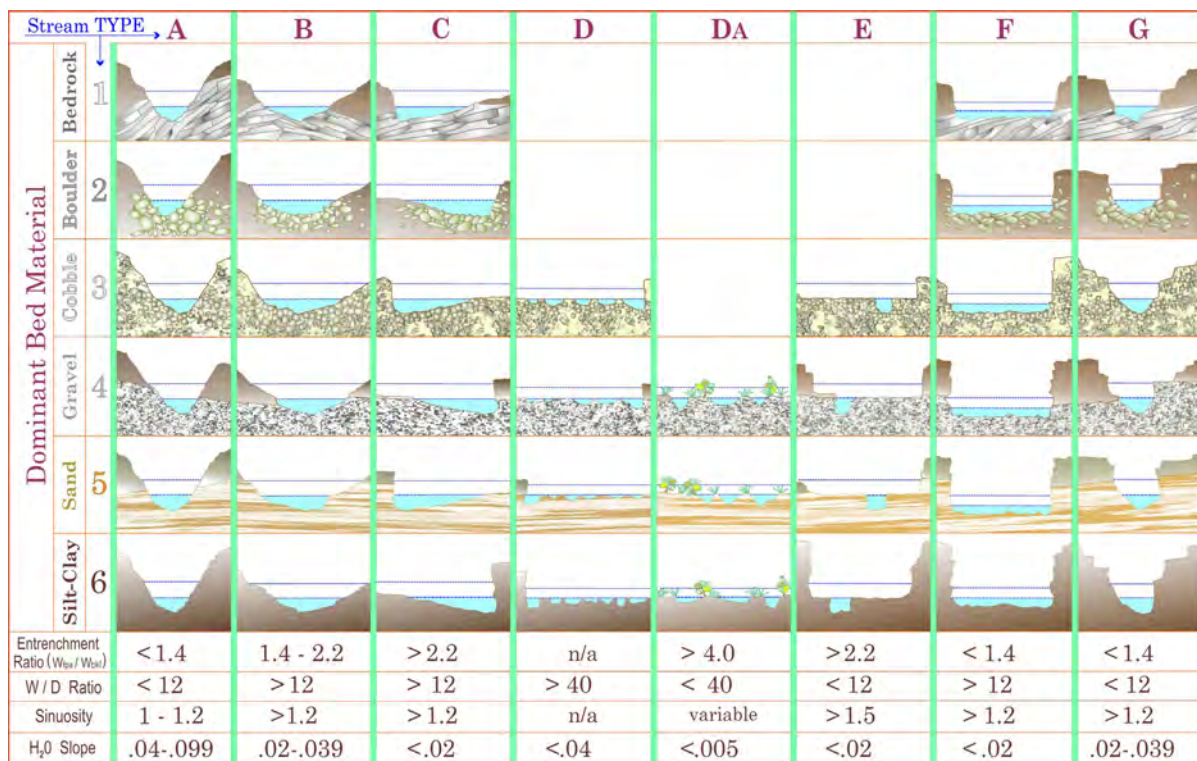 Stream TYPE
A B C D DA E F G
Dominant Bed Material
Bedrock 1
Boulder 2
Cobble 3
Gravel 4
Sand 5
Silt-Clay 6
Entrenchment
Ratio (Wfpa / Wbkf) <1.4 1.4 - 2.2 >2.2 n/a > 4.0 >2.2 < 1.4 <1.4
W / D Ratio < 12 >12 > 12 > 40 < 40 <12 > 12 <12
Sinuosity 1 - 1.2 >1.2 >1.2 n/a variable >1.5 >1.2 >1.2
H₂0 Slope .04-.099 .02-.039 <.02 <.04 <.005 <.02 <.02 .02-.039